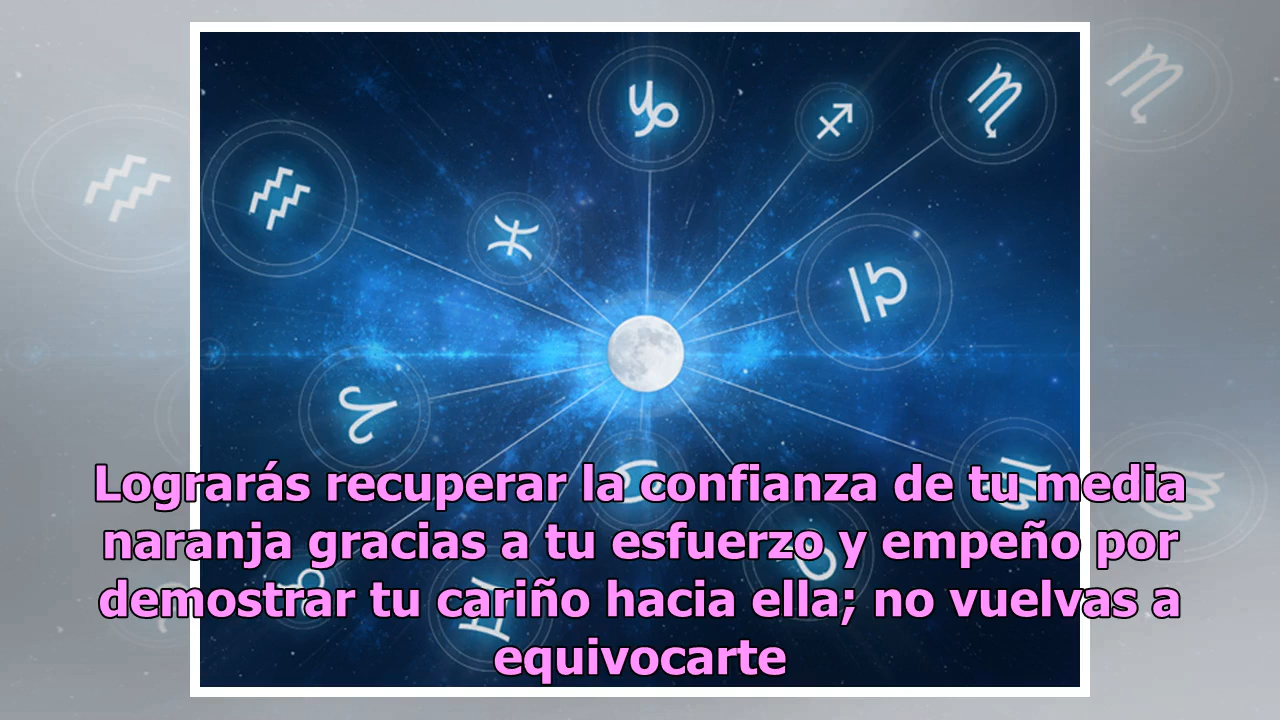 Lograrás recuperar la confianza de tu media
naranja gracias a tu esfuerzo y empeño por
demostrar tu cariño hacia ella; no vuelvas a
equivocarte